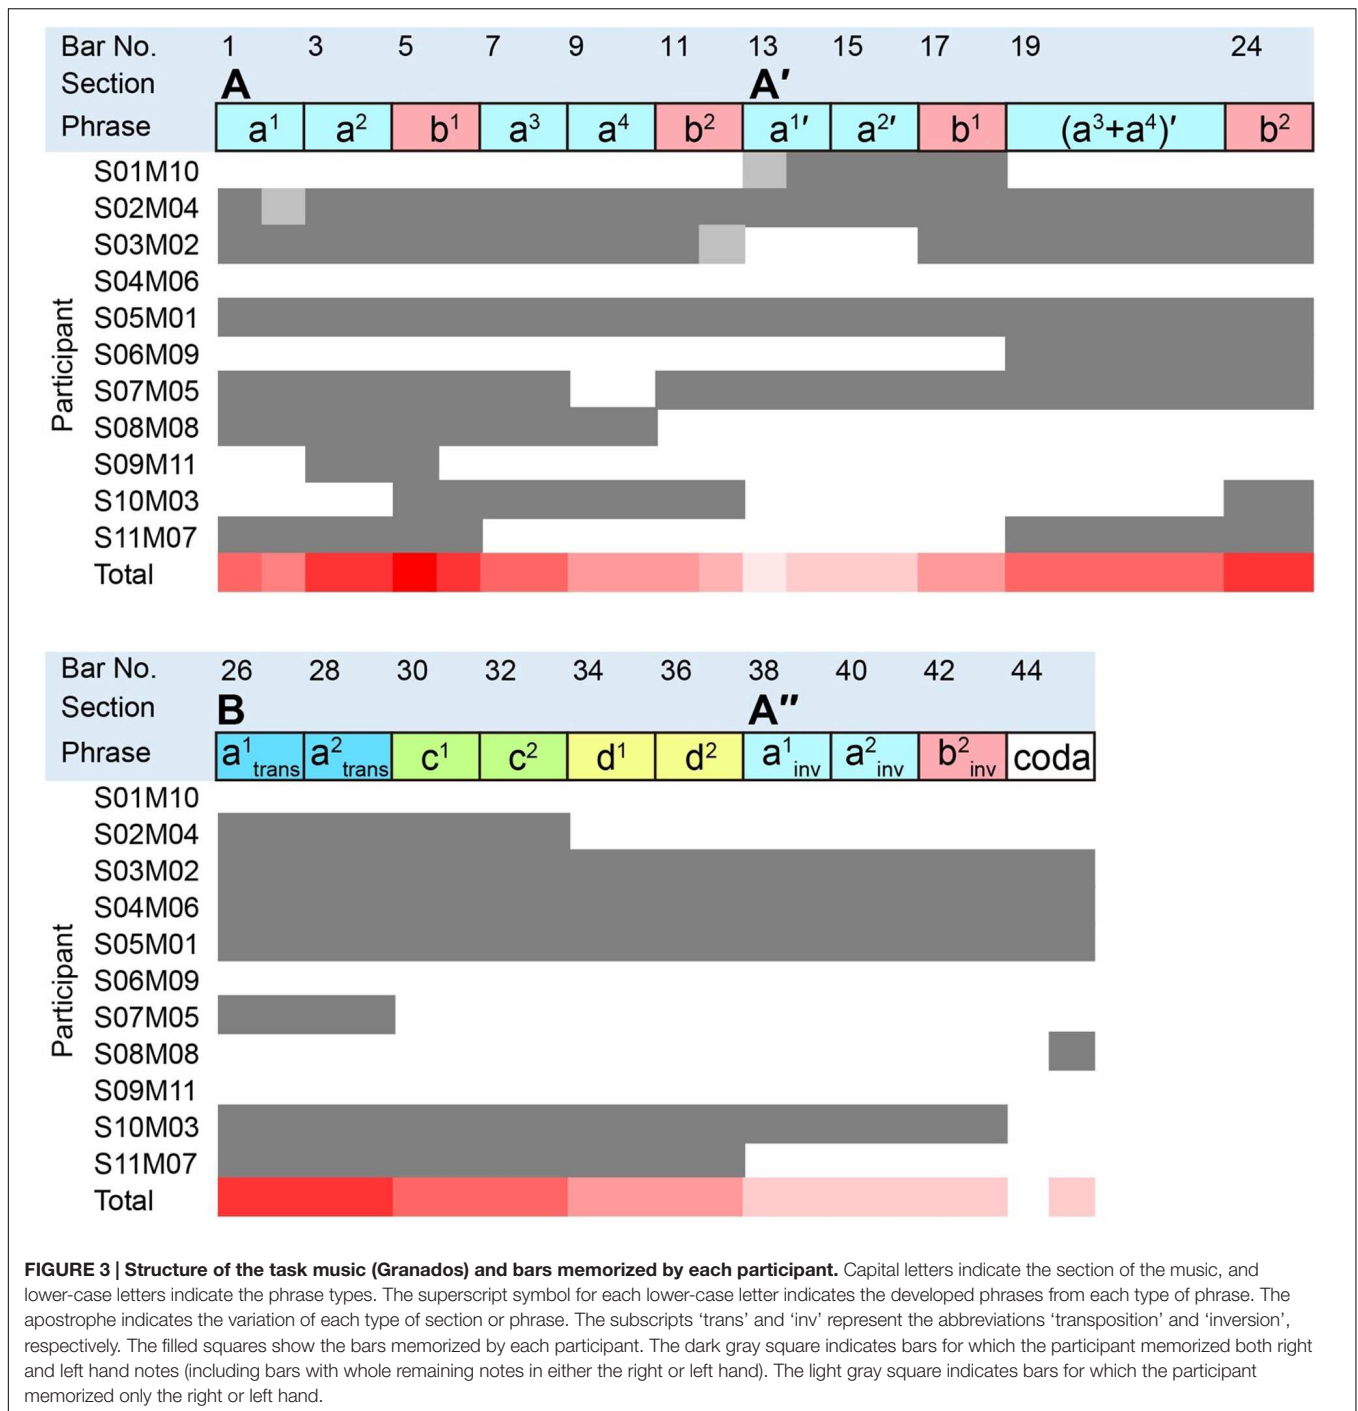 Bar No. 1 3 5 7 9 11 13 15 17 19 24
Section A A′
Phrase a¹ a² b¹ a³ a⁴ b² a¹′ a²′ b¹ (a³+a⁴)′ b²
Participant
S01M10
S02M04
S03M02
S04M06
S05M01
S06M09
S07M05
S08M08
S09M11
S10M03
S11M07
Total
Bar No. 26 28 30 32 34 36 38 40 42 44
Section B A″
Phrase a¹trans a²trans c¹ c² d¹ d² a¹inv a²inv b²inv coda
Participant
S01M10
S02M04
S03M02
S04M06
S05M01
S06M09
S07M05
S08M08
S09M11
S10M03
S11M07
Total
FIGURE 3 | Structure of the task music (Granados) and bars memorized by each participant. Capital letters indicate the section of the music, and
lower-case letters indicate the phrase types. The superscript symbol for each lower-case letter indicates the developed phrases from each type of phrase. The
apostrophe indicates the variation of each type of section or phrase. The subscripts ‘trans’ and ‘inv’ represent the abbreviations ‘transposition’ and ‘inversion’,
respectively. The filled squares show the bars memorized by each participant. The dark gray square indicates bars for which the participant memorized both right
and left hand notes (including bars with whole remaining notes in either the right or left hand). The light gray square indicates bars for which the participant
memorized only the right or left hand.